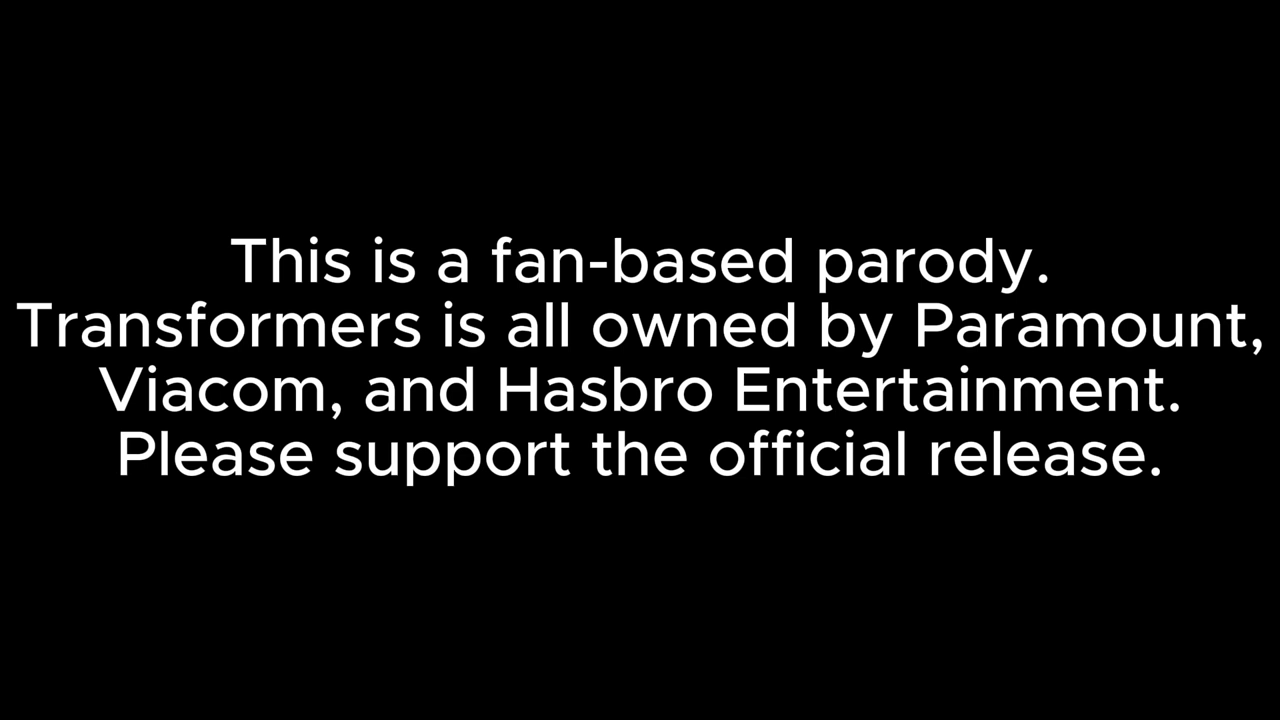 This is a fan-based parody.
Transformers is all owned by Paramount,
Viacom, and Hasbro Entertainment.
Please support the official release.